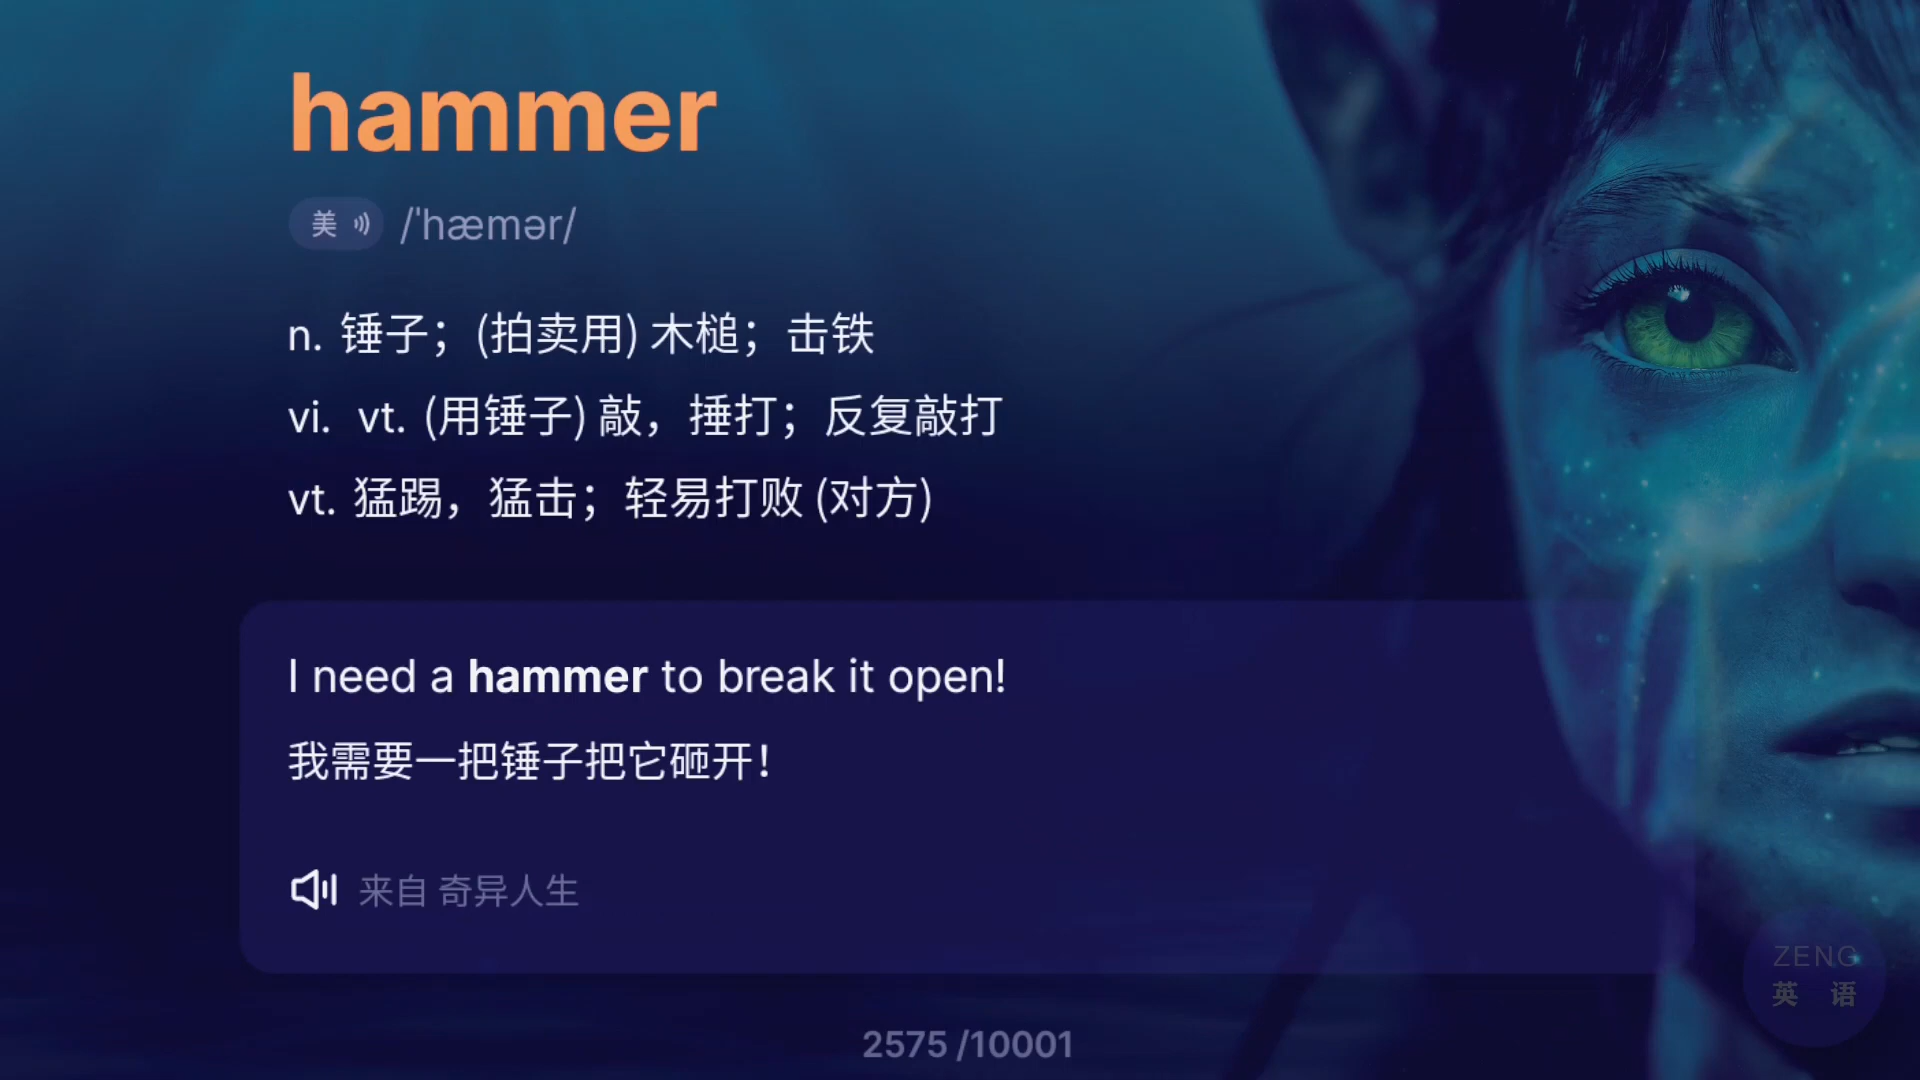 hammer
美 /ˈhæmər/
n. 锤子；(拍卖用) 木槌；击铁
vi. vt. (用锤子) 敲，捶打；反复敲打
vt. 猛踢，猛击；轻易打败 (对方)
I need a hammer to break it open!
我需要一把锤子把它砸开！
来自 奇异人生
ZENG
英 语
2575 /10001